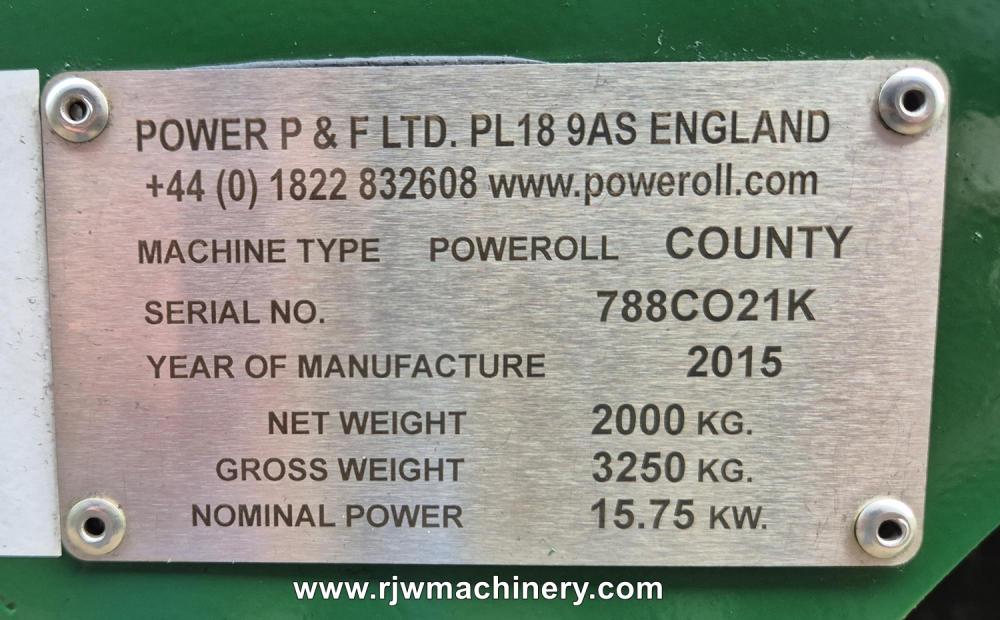 POWER P & F LTD. PL18 9AS ENGLAND
+44 (0) 1822 832608 www.poweroll.com
MACHINE TYPE POWEROLL COUNTY
SERIAL NO. 788CO21K
YEAR OF MANUFACTURE 2015
NET WEIGHT 2000 KG.
GROSS WEIGHT 3250 KG.
NOMINAL POWER 15.75 KW.
www.rjwmachinery.com